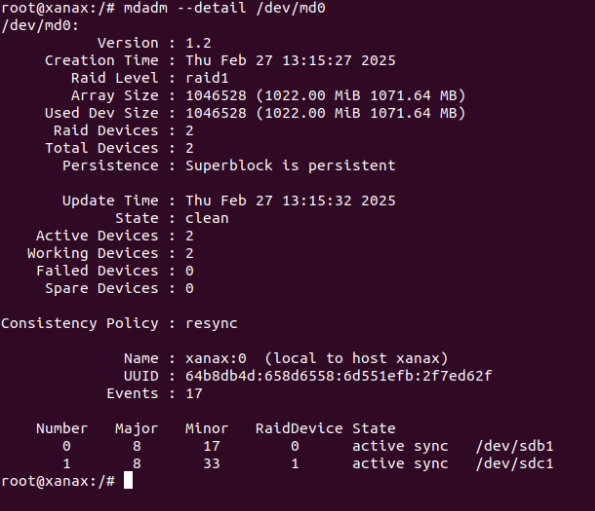 root@xanax:/# mdadm --detail /dev/md0
/dev/md0:
Version : 1.2
Creation Time : Thu Feb 27 13:15:27 2025
Raid Level : raid1
Array Size : 1046528 (1022.00 MiB 1071.64 MB)
Used Dev Size : 1046528 (1022.00 MiB 1071.64 MB)
Raid Devices : 2
Total Devices : 2
Persistence : Superblock is persistent
Update Time : Thu Feb 27 13:15:32 2025
State : clean
Active Devices : 2
Working Devices : 2
Failed Devices : 0
Spare Devices : 0
Consistency Policy : resync
Name : xanax:0  (local to host xanax)
UUID : 64b8db4d:658d6558:6d551efb:2f7ed62f
Events : 17
Number   Major   Minor   RaidDevice State
0       8       17        0      active sync   /dev/sdb1
1       8       33        1      active sync   /dev/sdc1
root@xanax:/#